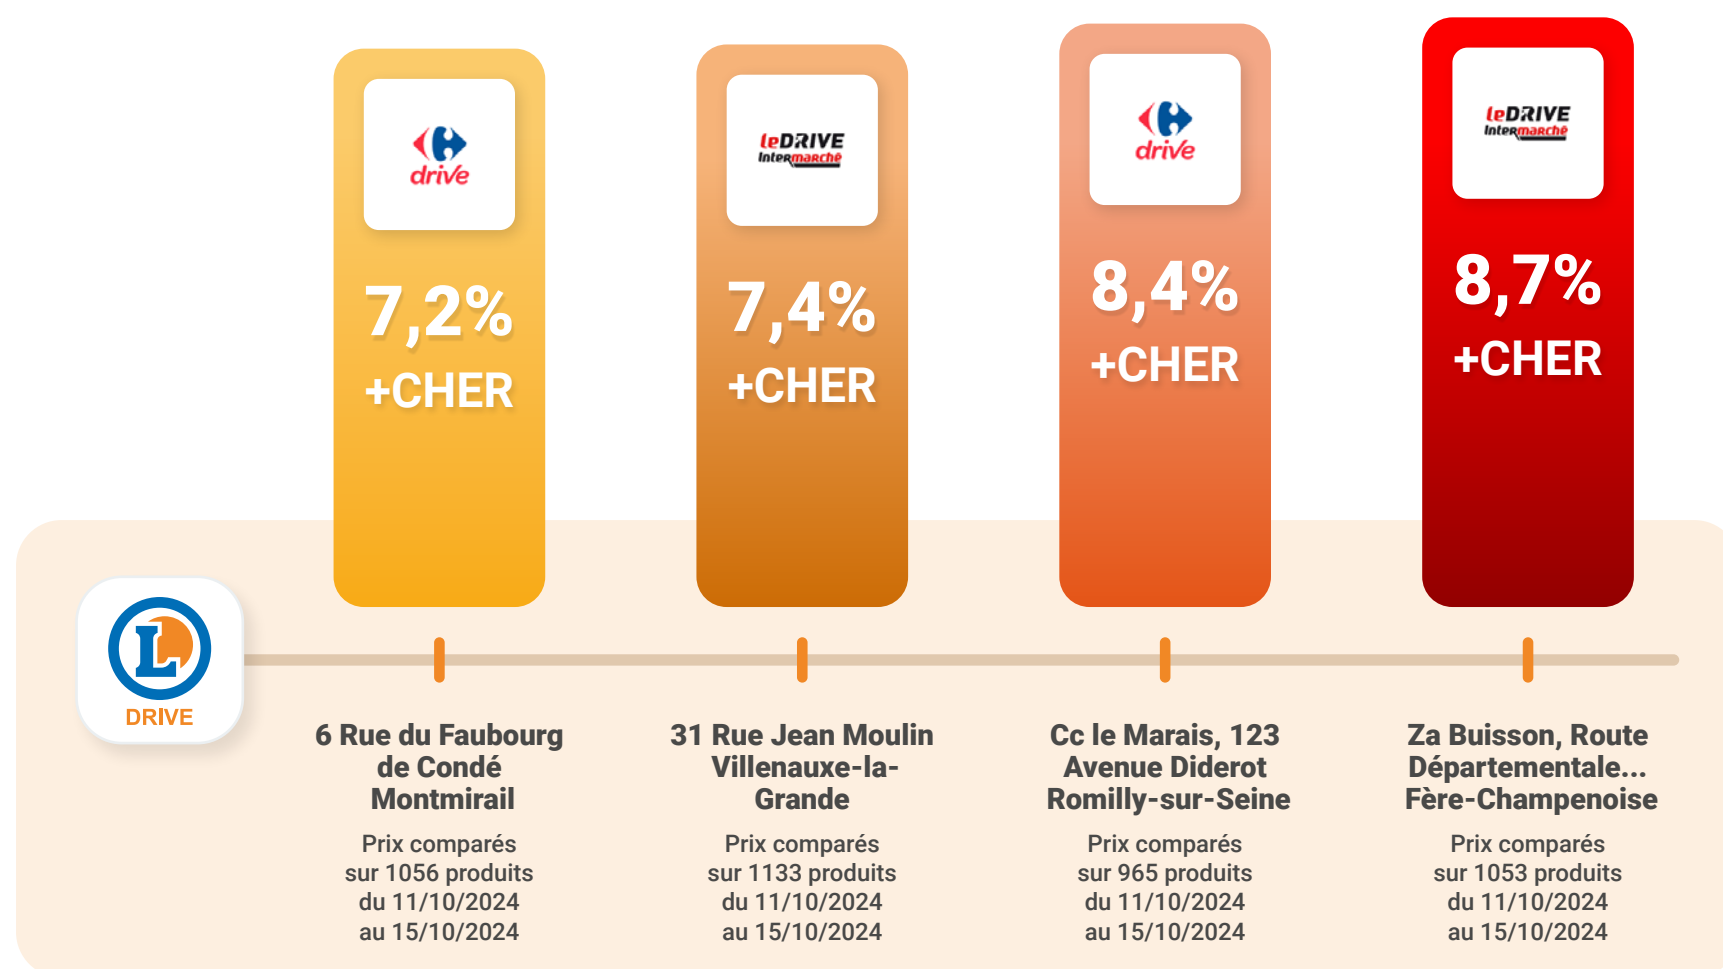 drive
7,2%
+CHER
leDRIVE
Intermarché
7,4%
+CHER
drive
8,4%
+CHER
leDRIVE
Intermarché
8,7%
+CHER
L
DRIVE
6 Rue du Faubourg
de Condé
Montmirail
Prix comparés
sur 1056 produits
du 11/10/2024
au 15/10/2024
31 Rue Jean Moulin
Villenauxe-la-
Grande
Prix comparés
sur 1133 produits
du 11/10/2024
au 15/10/2024
Cc le Marais, 123
Avenue Diderot
Romilly-sur-Seine
Prix comparés
sur 965 produits
du 11/10/2024
au 15/10/2024
Za Buisson, Route
Départementale...
Fère-Champenoise
Prix comparés
sur 1053 produits
du 11/10/2024
au 15/10/2024